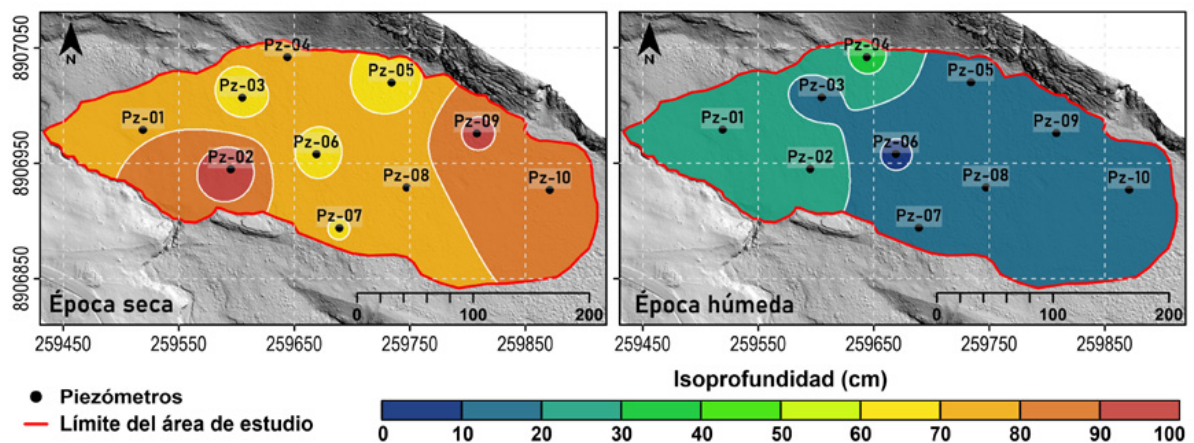 8907050
8906950
8906850
N
Pz-04
Pz-05
Pz-03
Pz-01
Pz-09
Pz-06
Pz-02
Pz-08
Pz-10
Pz-07
Época seca
0 100 200
259450 259550 259650 259750 259850
N
Pz-04
Pz-05
Pz-03
Pz-01
Pz-09
Pz-06
Pz-02
Pz-08
Pz-10
Pz-07
Época húmeda
0 100 200
259450 259550 259650 259750 259850
Piezómetros
Límite del área de estudio
Isoprofundidad (cm)
0 10 20 30 40 50 60 70 80 90 100